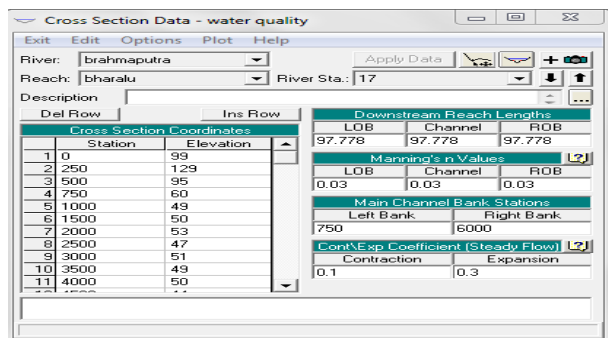 Cross Section Data - water quality
Exit Edit Options Plot Help
River: brahmaputra Apply Data
Reach: bharalu River Sta.: 17
Description ...
Del Row Ins Row
Cross Section Coordinates
Station Elevation
1 0 99
2 250 129
3 500 95
4 750 60
5 1000 49
6 1500 50
7 2000 53
8 2500 47
9 3000 51
10 3500 49
11 4000 50
Downstream Reach Lengths
LOB Channel ROB
97.778 97.778 97.778
Manning's n Values
LOB Channel ROB
0.03 0.03 0.03
Main Channel Bank Stations
Left Bank Right Bank
750 6000
Cont\Exp Coefficient (Steady Flow)
Contraction Expansion
0.1 0.3